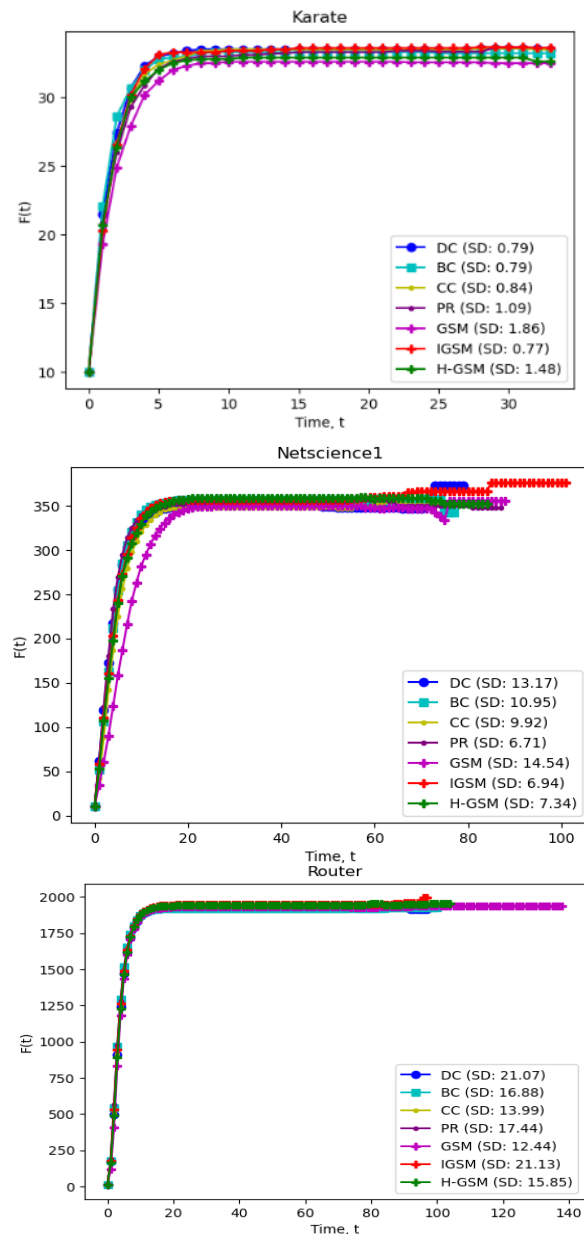 Karate
30
25
20
15
10
F(t)
0 5 10 15 20 25 30
Time, t
DC (SD: 0.79)
BC (SD: 0.79)
CC (SD: 0.84)
PR (SD: 1.09)
GSM (SD: 1.86)
IGSM (SD: 0.77)
H-GSM (SD: 1.48)
Netscience1
350
300
250
200
150
100
50
0
F(t)
0 20 40 60 80 100
Time, t
DC (SD: 13.17)
BC (SD: 10.95)
CC (SD: 9.92)
PR (SD: 6.71)
GSM (SD: 14.54)
IGSM (SD: 6.94)
H-GSM (SD: 7.34)
Router
2000
1750
1500
1250
1000
750
500
250
0
F(t)
0 20 40 60 80 100 120 140
Time, t
DC (SD: 21.07)
BC (SD: 16.88)
CC (SD: 13.99)
PR (SD: 17.44)
GSM (SD: 12.44)
IGSM (SD: 21.13)
H-GSM (SD: 15.85)